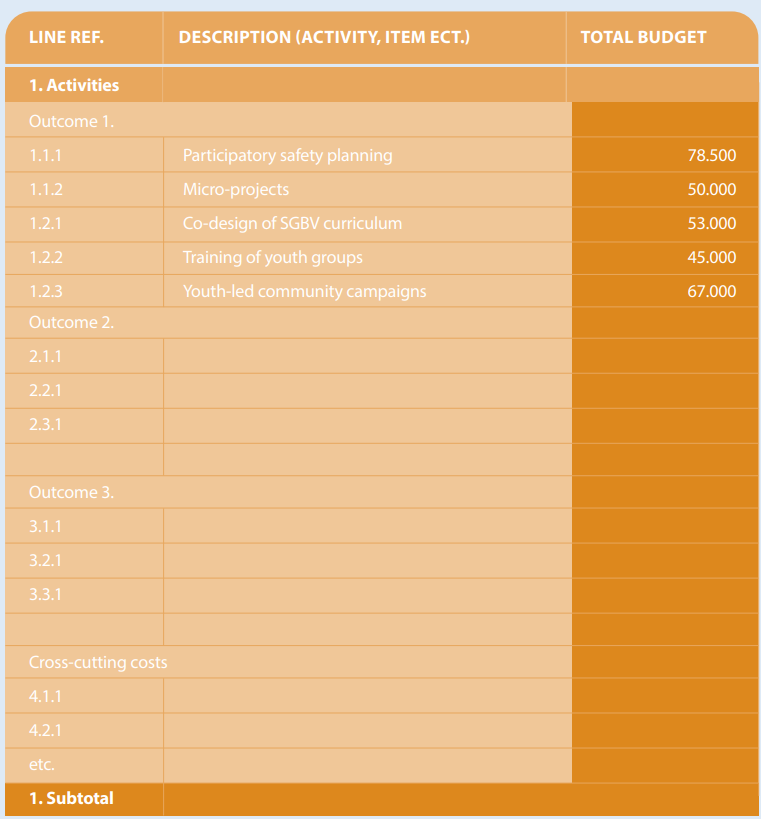 LINE REF. DESCRIPTION (ACTIVITY, ITEM ECT.) TOTAL BUDGET
1. Activities
Outcome 1.
1.1.1 Participatory safety planning 78.500
1.1.2 Micro-projects 50.000
1.2.1 Co-design of SGBV curriculum 53.000
1.2.2 Training of youth groups 45.000
1.2.3 Youth-led community campaigns 67.000
Outcome 2.
2.1.1
2.2.1
2.3.1
Outcome 3.
3.1.1
3.2.1
3.3.1
Cross-cutting costs
4.1.1
4.2.1
etc.
1. Subtotal